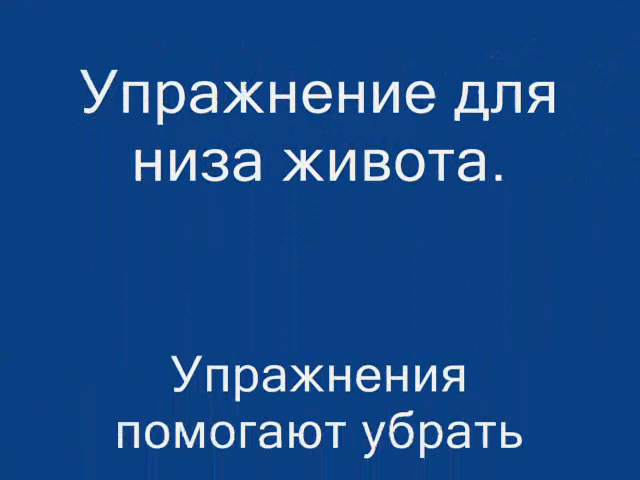 Упражнение для
низа живота.
Упражнения
помогают убрать